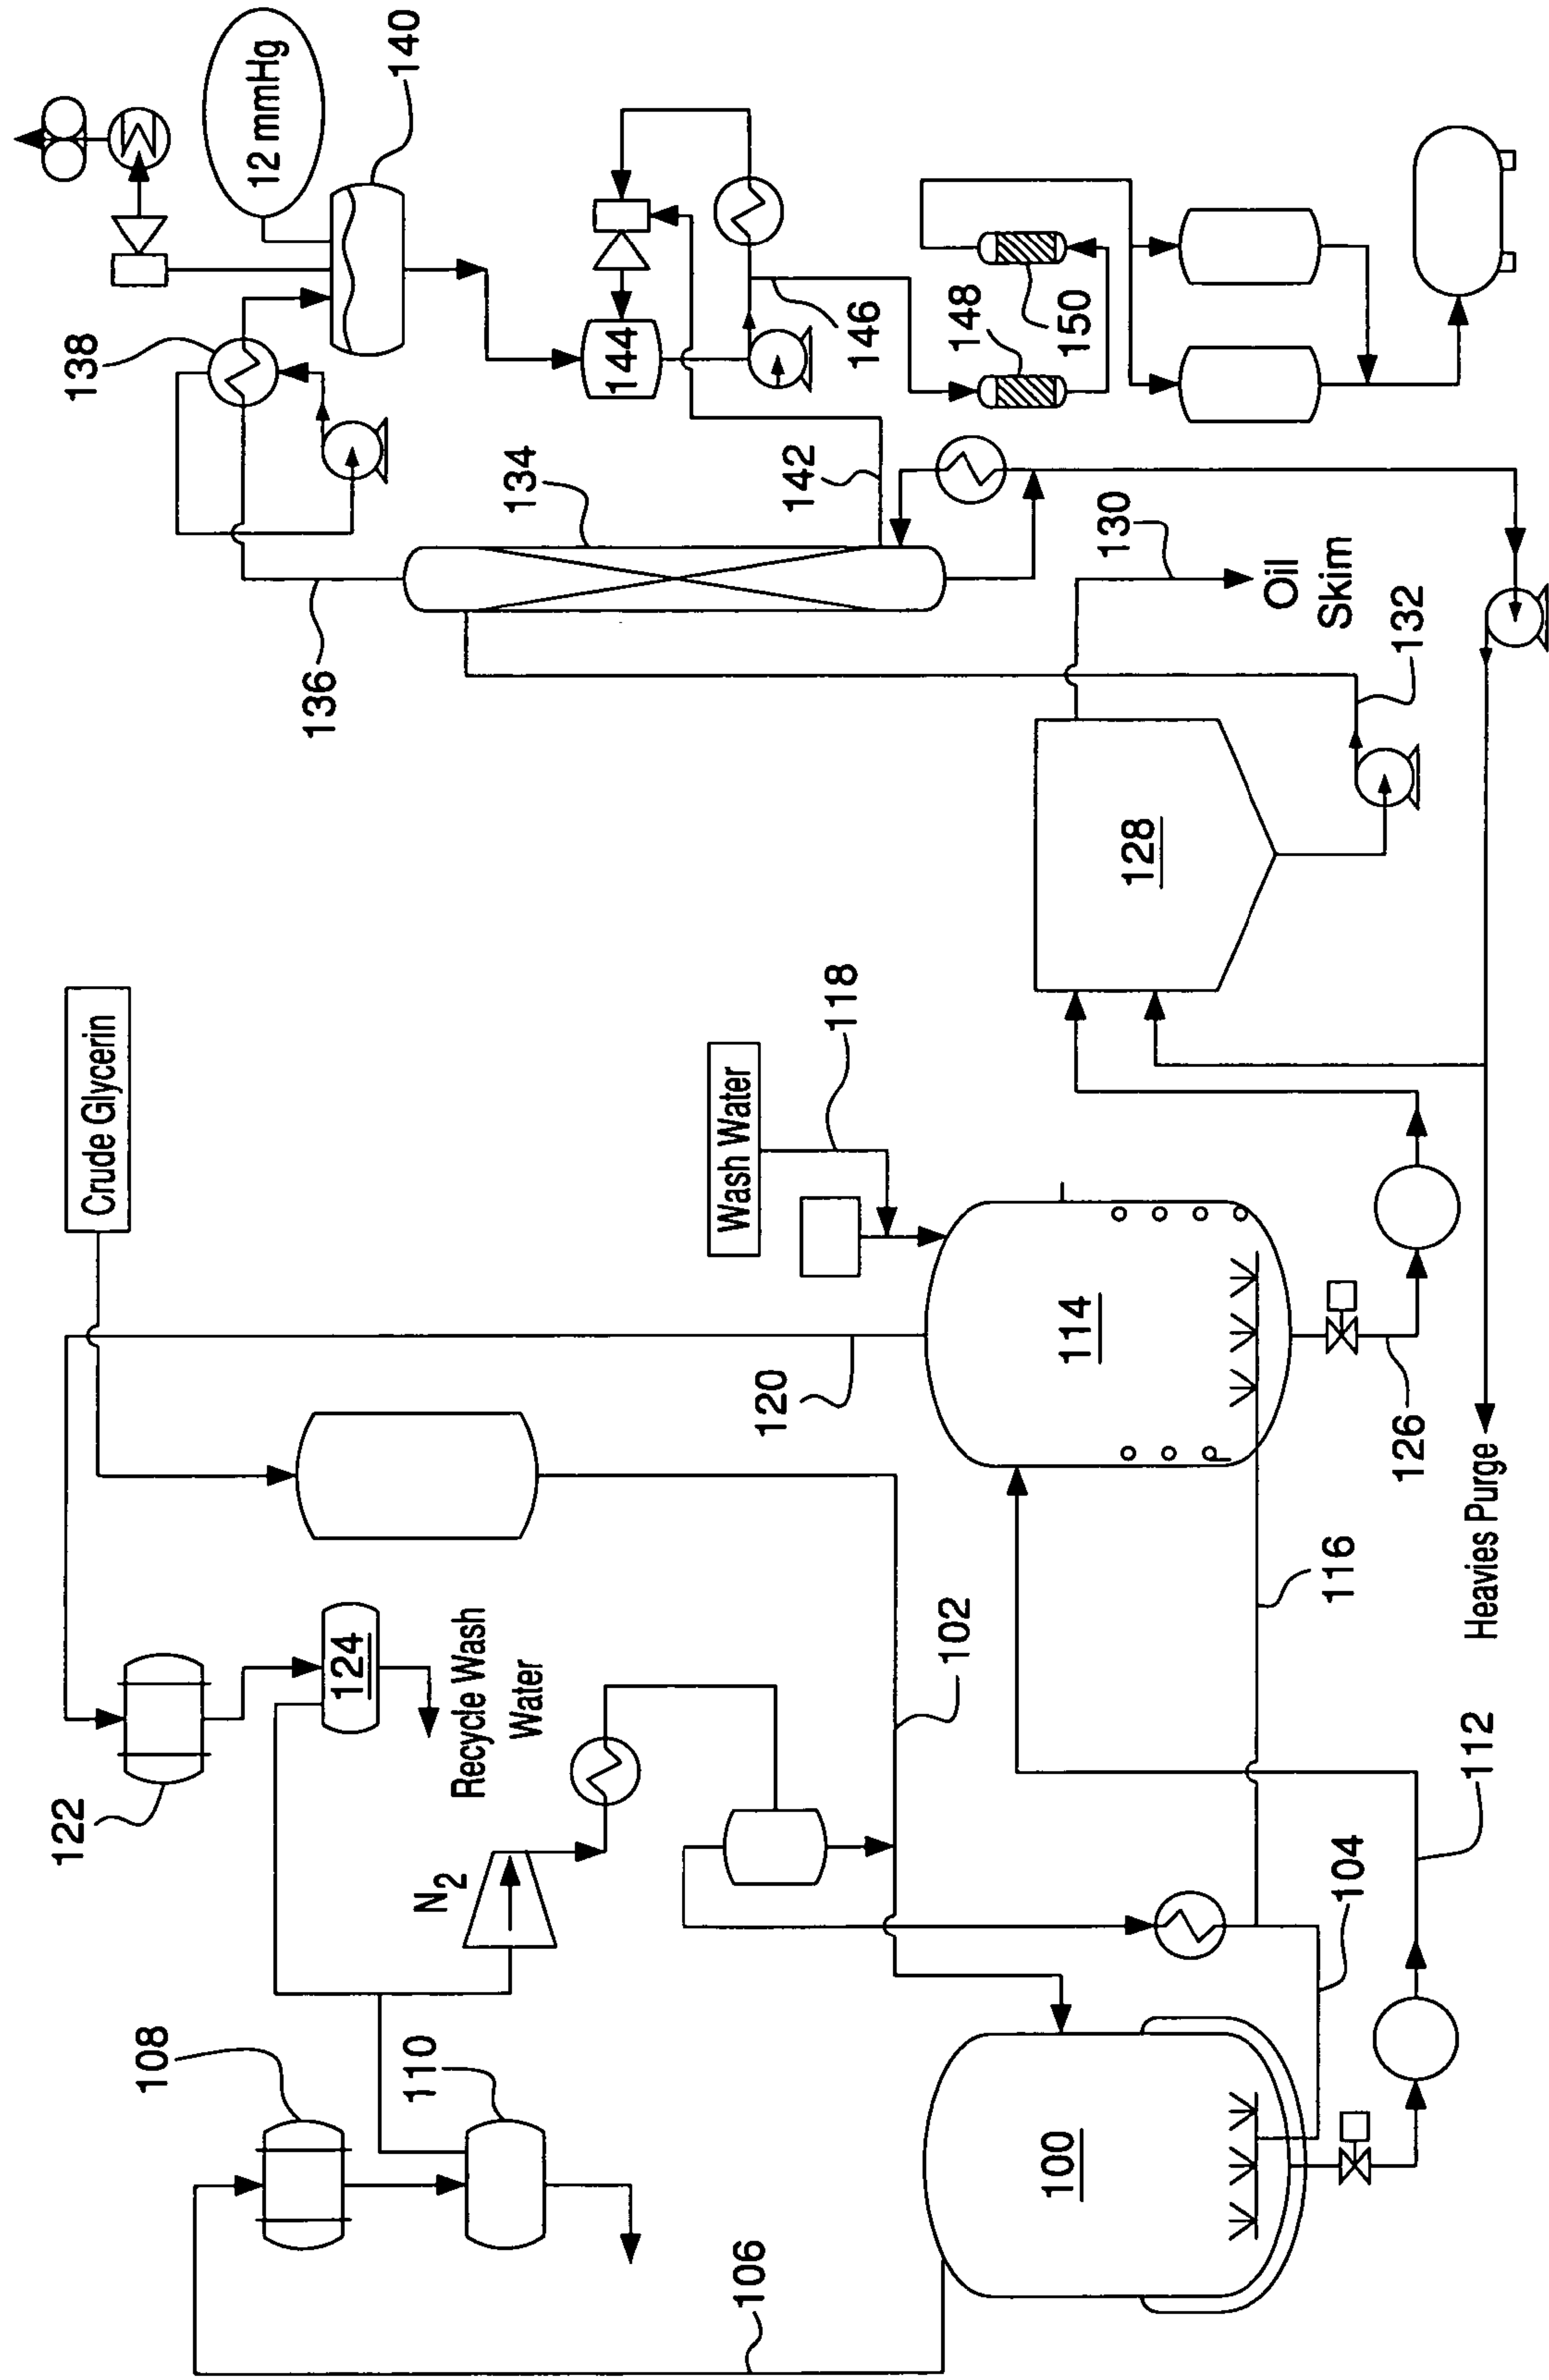 Crude Glycerin
12 mmHg
140
138
122
124
Recycle Wash
Water
108
110
N2
136
134
144
142
146
148
150
Wash Water
118
120
130
Oil
Skim
132
102
106
128
114
100
116
104
126
112
Heavies Purge